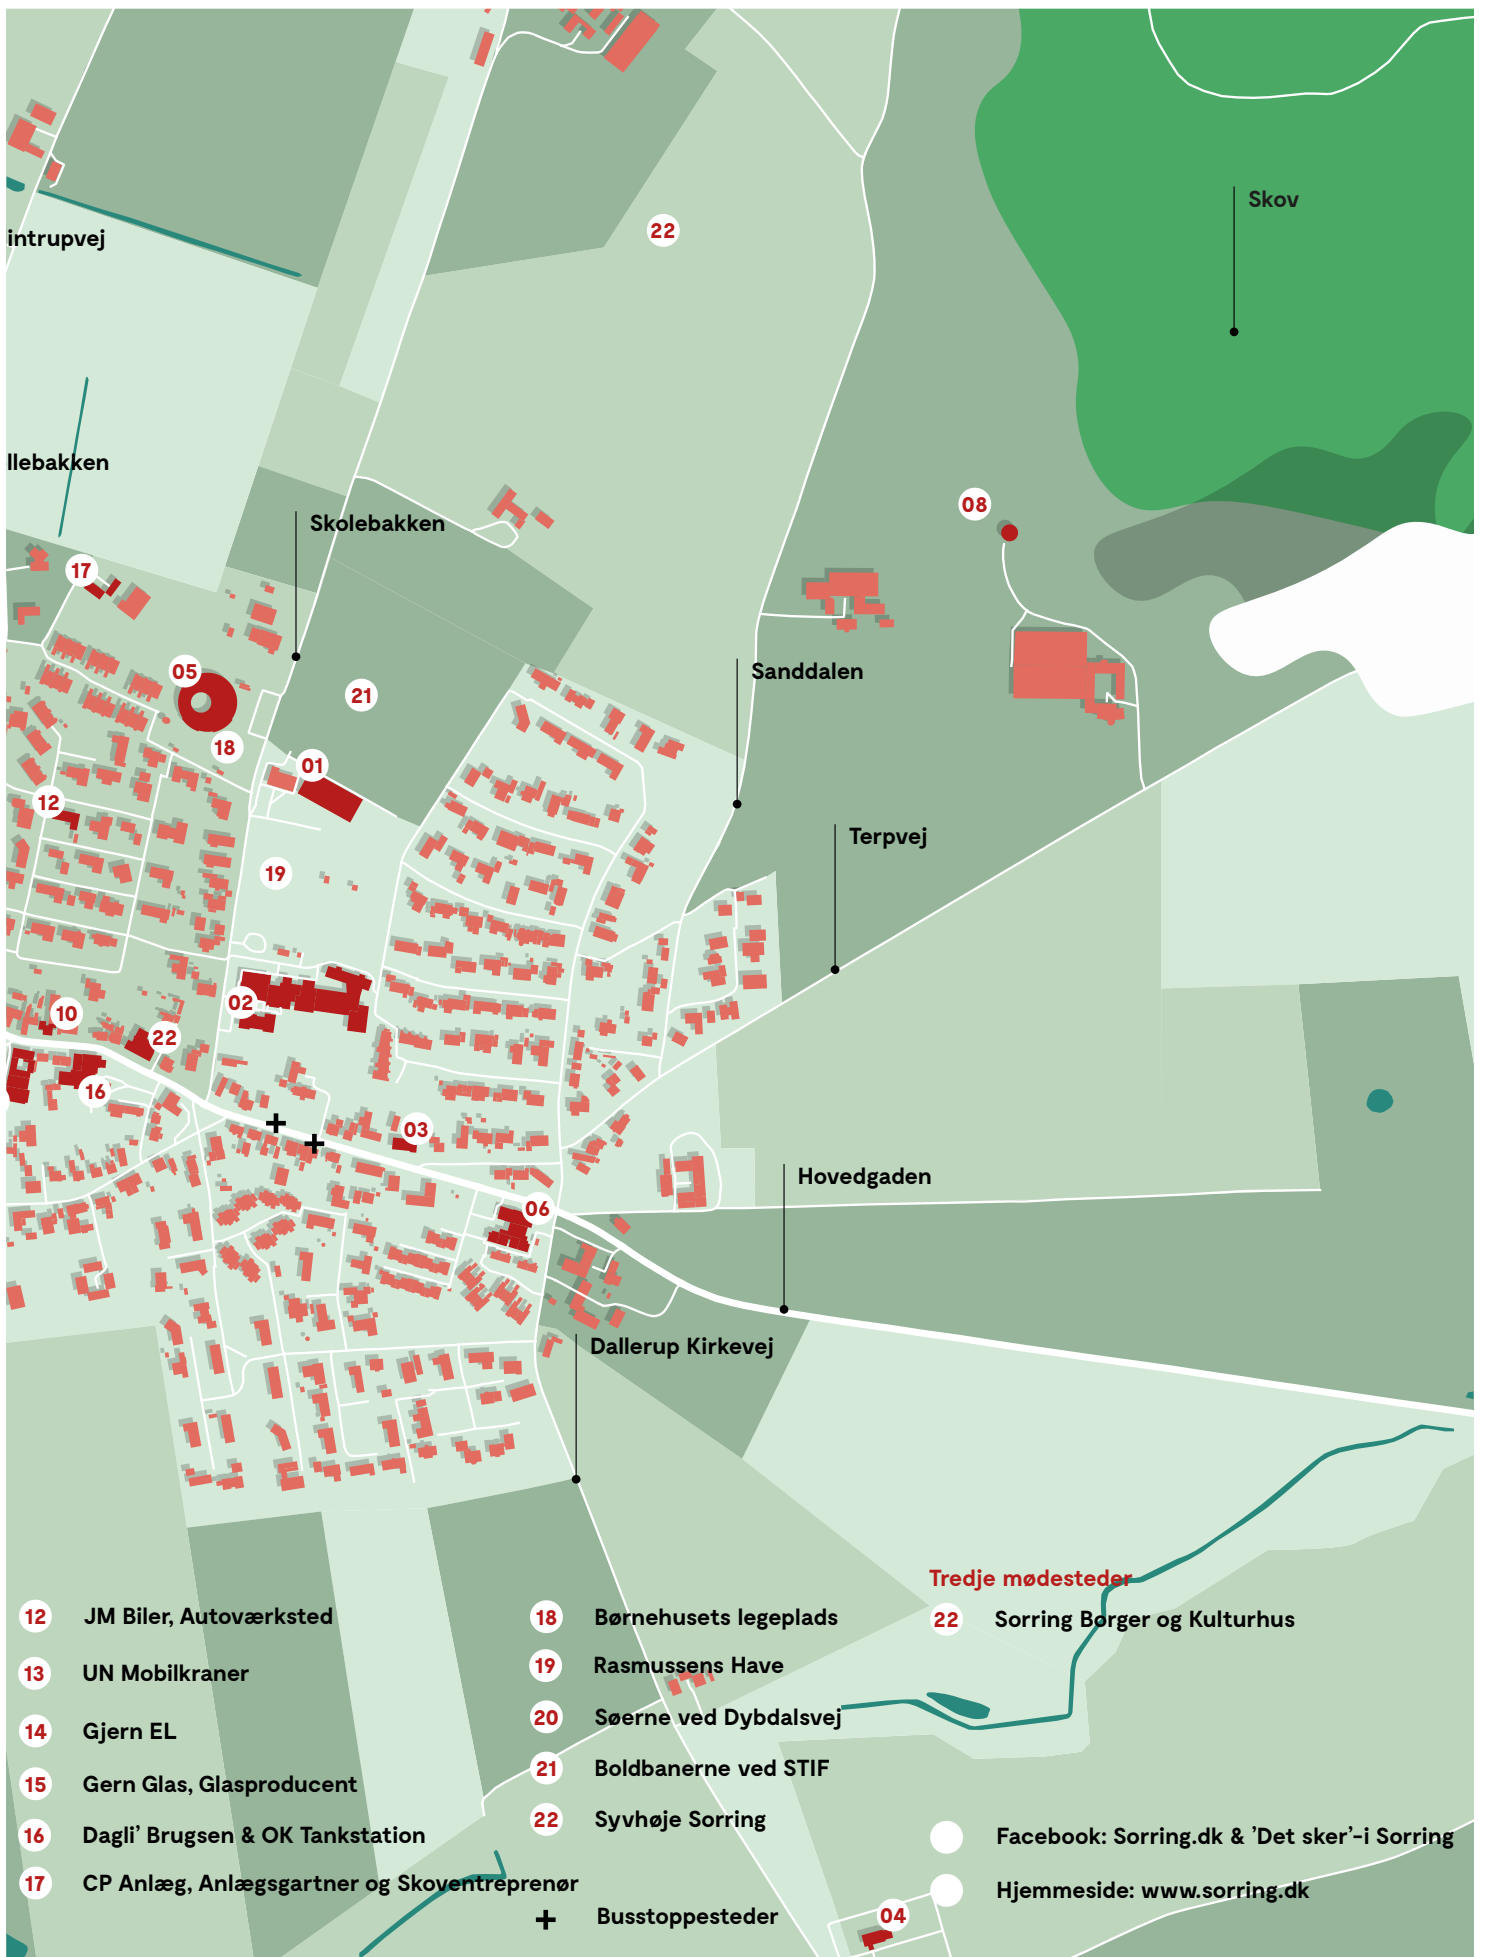 22
Skov
intrupvej
llebakken
08
Skolebakken
17
05
Sanddalen
21
18
01
12
Terpvej
19
02
10
22
16
03
Hovedgaden
06
Dallerup Kirkevej
12 JM Biler, Autoværksted
13 UN Mobilkraner
14 Gjern EL
15 Gern Glas, Glasproducent
16 Dagli’ Brugsen & OK Tankstation
17 CP Anlæg, Anlægsgartner og Skoventreprenør
18 Børnehusets legeplads
19 Rasmussens Have
20 Søerne ved Dybdalsvej
21 Boldbanerne ved STIF
22 Syvhøje Sorring
+ Busstoppesteder
Tredje mødesteder
22 Sorring Borger og Kulturhus
Facebook: Sorring.dk & ’Det sker’-i Sorring
Hjemmeside: www.sorring.dk
04